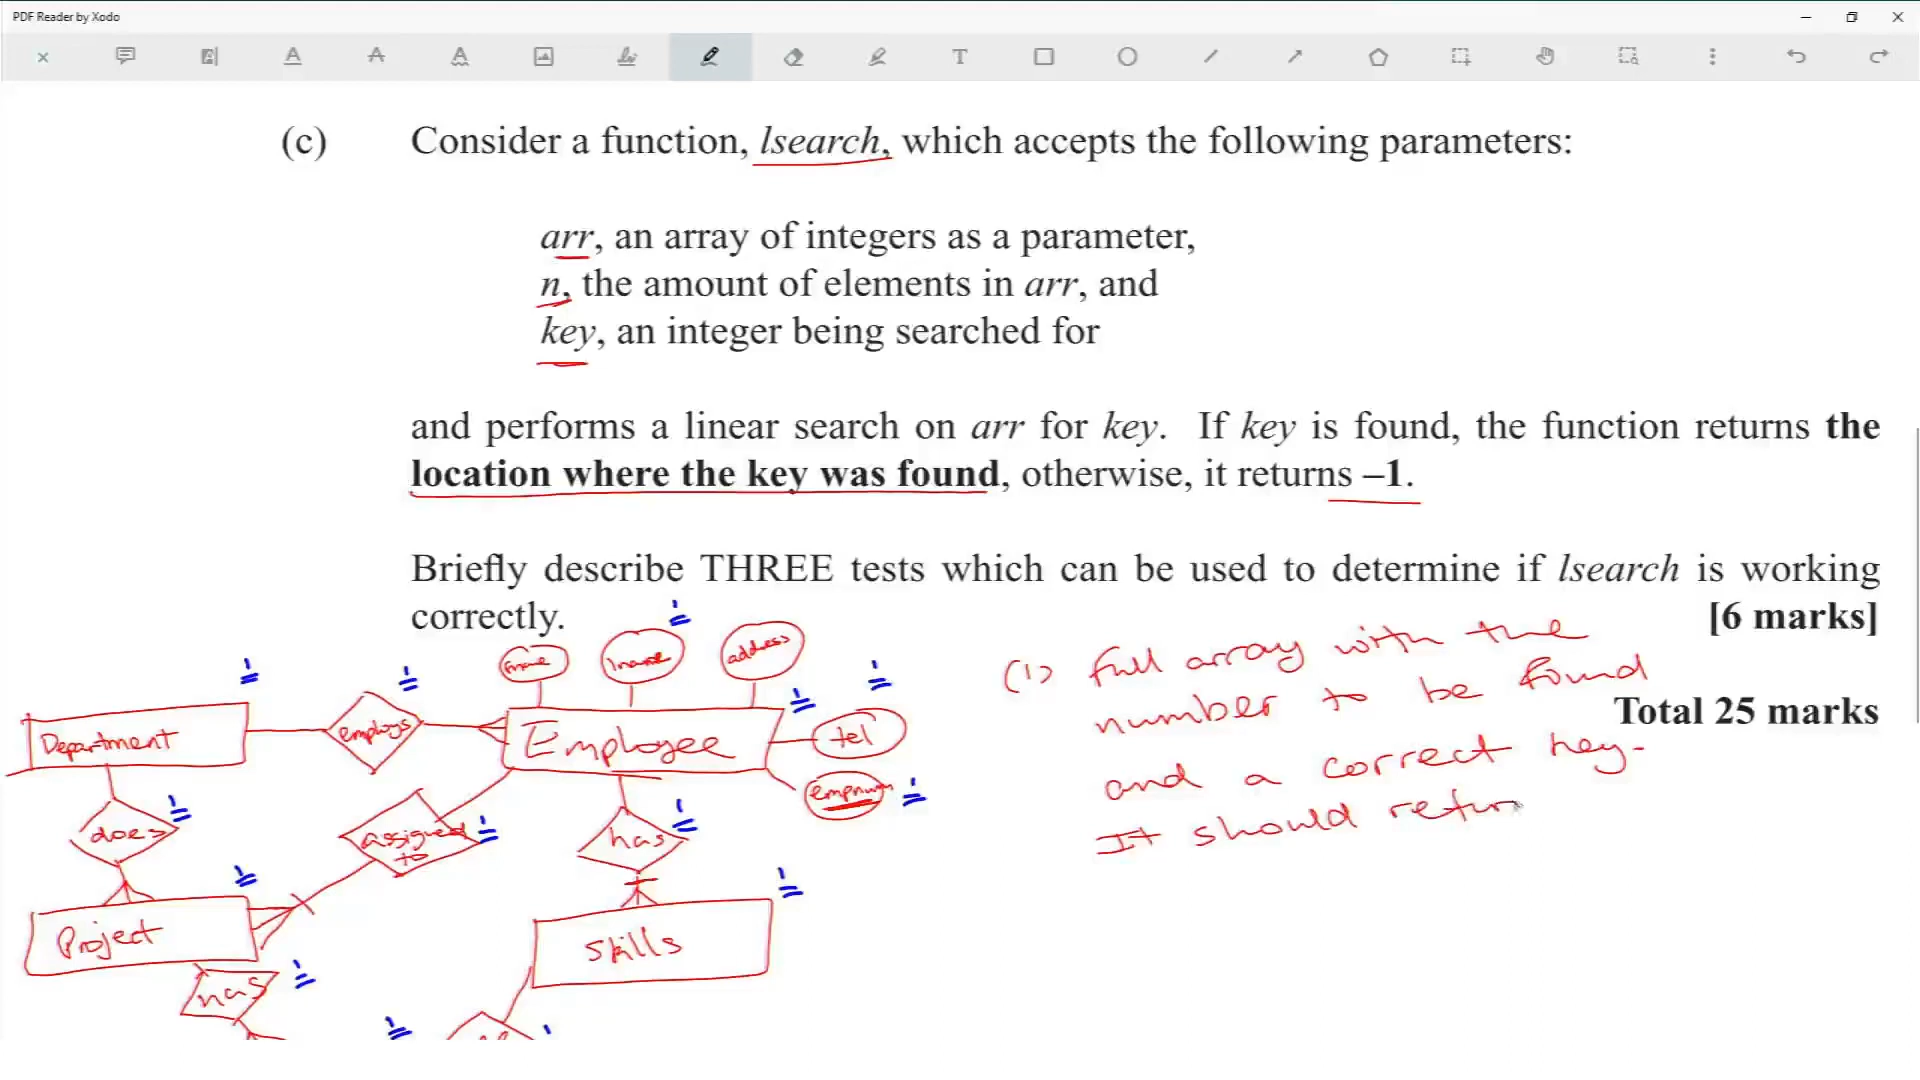 PDF Reader by Xodo
(c) Consider a function, lsearch, which accepts the following parameters:
arr, an array of integers as a parameter,
n, the amount of elements in arr, and
key, an integer being searched for
and performs a linear search on arr for key. If key is found, the function returns the
location where the key was found, otherwise, it returns –1.
Briefly describe THREE tests which can be used to determine if lsearch is working
correctly. [6 marks]
Total 25 marks
(1) full array with the
number to be found
and a correct key.
It should return
fname
lname
address
Department
employs
Employee
tel
empnum
does
assigned
to
has
Project
Skills
has